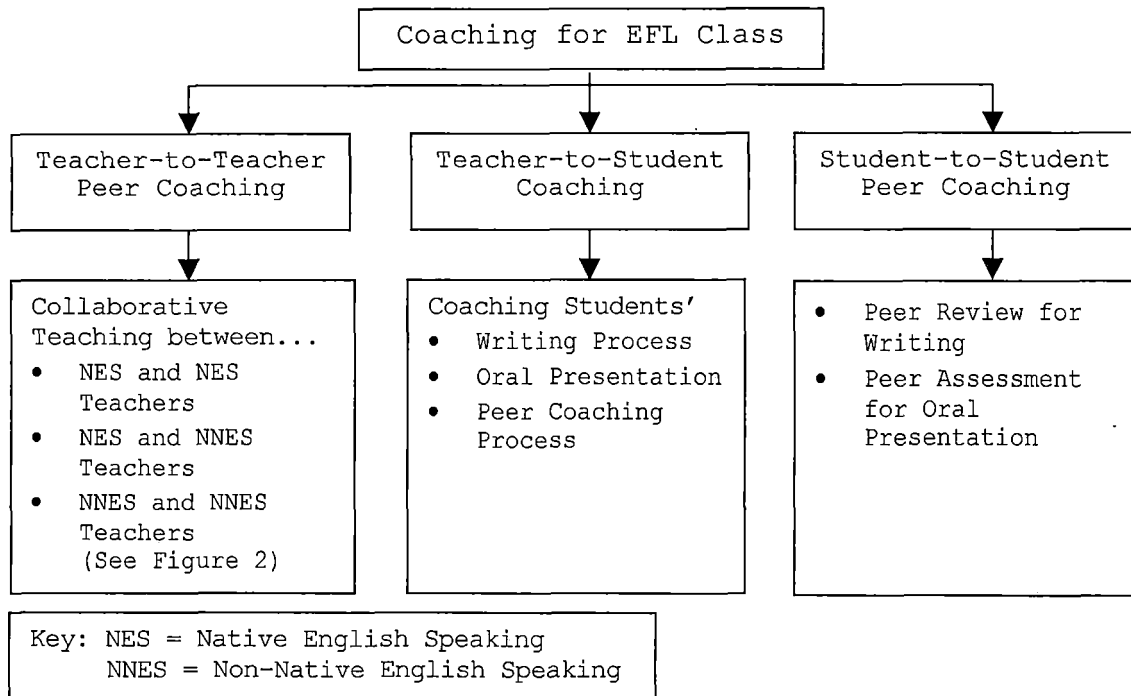 Coaching for EFL Class
Teacher-to-Teacher
Peer Coaching
Teacher-to-Student
Coaching
Student-to-Student
Peer Coaching
Collaborative
Teaching between...
• NES and NES
Teachers
• NES and NNES
Teachers
• NNES and NNES
Teachers
(See Figure 2)
Coaching Students'
• Writing Process
• Oral Presentation
• Peer Coaching
Process
• Peer Review for
Writing
• Peer Assessment
for Oral
Presentation
Key: NES = Native English Speaking
NNES = Non-Native English Speaking